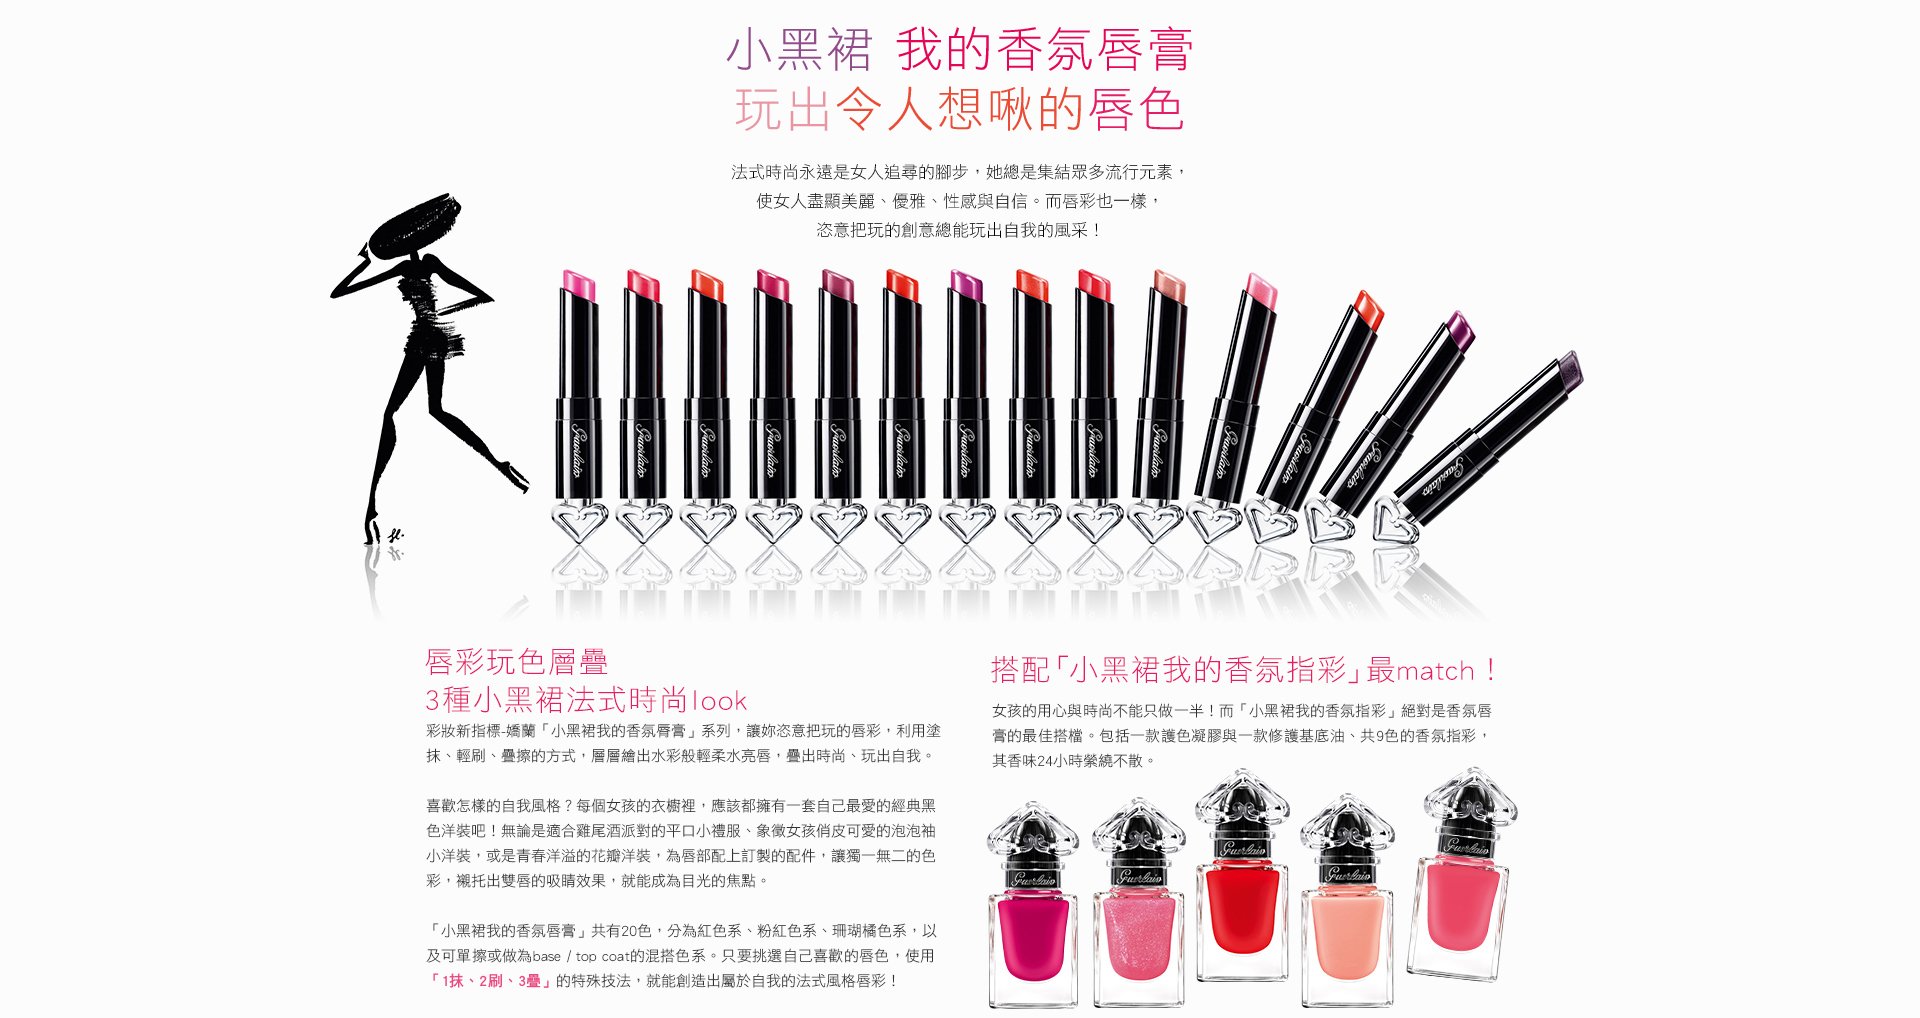 小黑裙 我的香氛唇膏
玩出令人想啾的唇色
法式時尚永遠是女人追尋的腳步，她總是集結眾多流行元素，
使女人盡顯美麗、優雅、性感與自信。而唇彩也一樣，
恣意把玩的創意總能玩出自我的風采！
Guerlain
Guerlain
Guerlain
Guerlain
Guerlain
Guerlain
Guerlain
Guerlain
Guerlain
Guerlain
Guerlain
Guerlain
Guerlain
Guerlain
唇彩玩色層疊
3種小黑裙法式時尚look
彩妝新指標-嬌蘭「小黑裙我的香氛唇膏」系列，讓妳恣意把玩的唇彩，利用塗
抹、輕刷、疊擦的方式，層層繪出水彩般輕柔水亮唇，疊出時尚、玩出自我。
喜歡怎樣的自我風格？每個女孩的衣櫥裡，應該都擁有一套自己最愛的經典黑
色洋裝吧！無論是適合雞尾酒派對的平口小禮服、象徵女孩俏皮可愛的泡泡袖
小洋裝，或是青春洋溢的花瓣洋裝，為唇部配上訂製的配件，讓獨一無二的色
彩，襯托出雙唇的吸睛效果，就能成為目光的焦點。
「小黑裙我的香氛唇膏」共有20色，分為紅色系、粉紅色系、珊瑚橘色系，以
及可單擦或做為base / top coat的混搭色系。只要挑選自己喜歡的唇色，使用
「1抹、2刷、3疊」的特殊技法，就能創造出屬於自我的法式風格唇彩！
搭配「小黑裙我的香氛指彩」最match！
女孩的用心與時尚不能只做一半！而「小黑裙我的香氛指彩」絕對是香氛唇
膏的最佳搭檔。包括一款護色凝膠與一款修護基底油、共9色的香氛指彩，
其香味24小時縈繞不散。
Guerlain
Guerlain
Guerlain
Guerlain
Guerlain